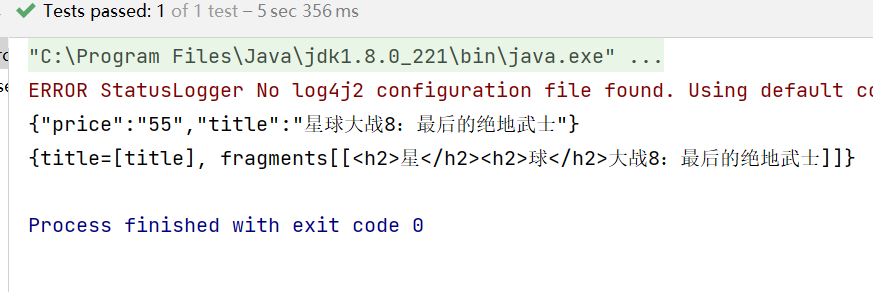 Tests passed: 1 of 1 test – 5 sec 356 ms
"C:\Program Files\Java\jdk1.8.0_221\bin\java.exe" ...
ERROR StatusLogger No log4j2 configuration file found. Using default
{"price":"55","title":"星球大战8：最后的绝地武士"}
{title=[title], fragments[[<h2>星</h2><h2>球</h2>大战8：最后的绝地武士]]}
Process finished with exit code 0